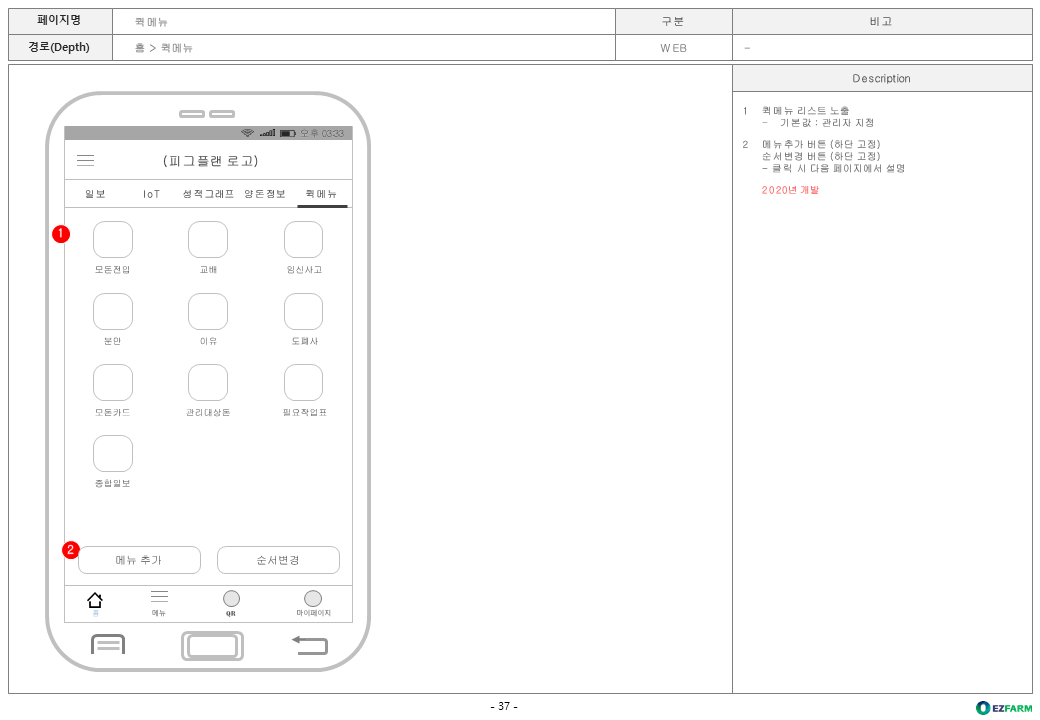 페이지명
퀵메뉴
구분
비고
경로(Depth)
홈 > 퀵메뉴
WEB
-
Description
오후 03:33
(피그플랜 로고)
일보 IoT 성적그래프 양돈정보 퀵메뉴
1
모돈전입 교배 임신사고
분만 이유 도폐사
모돈카드 관리대상돈 필요작업표
종합일보
2
메뉴 추가 순서변경
홈 메뉴 QR 마이페이지
1 퀵메뉴 리스트 노출
- 기본값 : 관리자 지정
2 메뉴추가 버튼 (하단 고정)
순서변경 버튼 (하단 고정)
- 클릭 시 다음 페이지에서 설명
2020년 개발
- 37 -
EZFARM